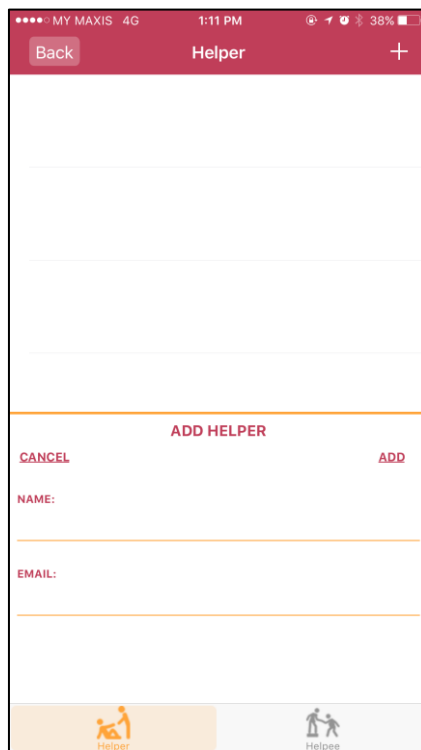 MY MAXIS 4G 1:11 PM 38%
Back Helper +
ADD HELPER
CANCEL ADD
NAME:
EMAIL:
Helper Helpee